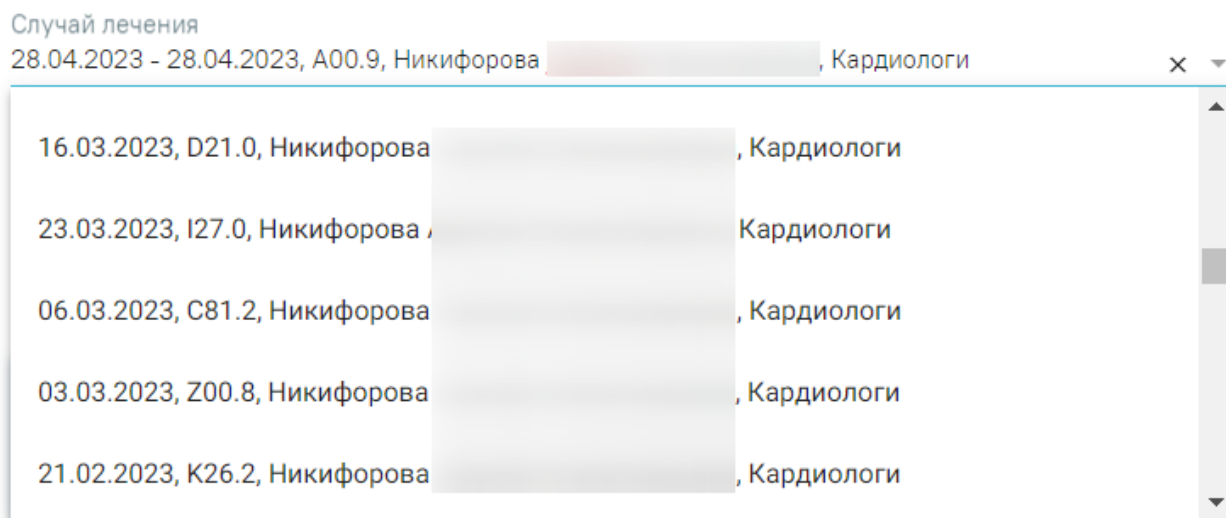 Случай лечения
28.04.2023 - 28.04.2023, A00.9, Никифорова , Кардиологи
16.03.2023, D21.0, Никифорова , Кардиологи
23.03.2023, I27.0, Никифорова Кардиологи
06.03.2023, C81.2, Никифорова , Кардиологи
03.03.2023, Z00.8, Никифорова , Кардиологи
21.02.2023, K26.2, Никифорова , Кардиологи